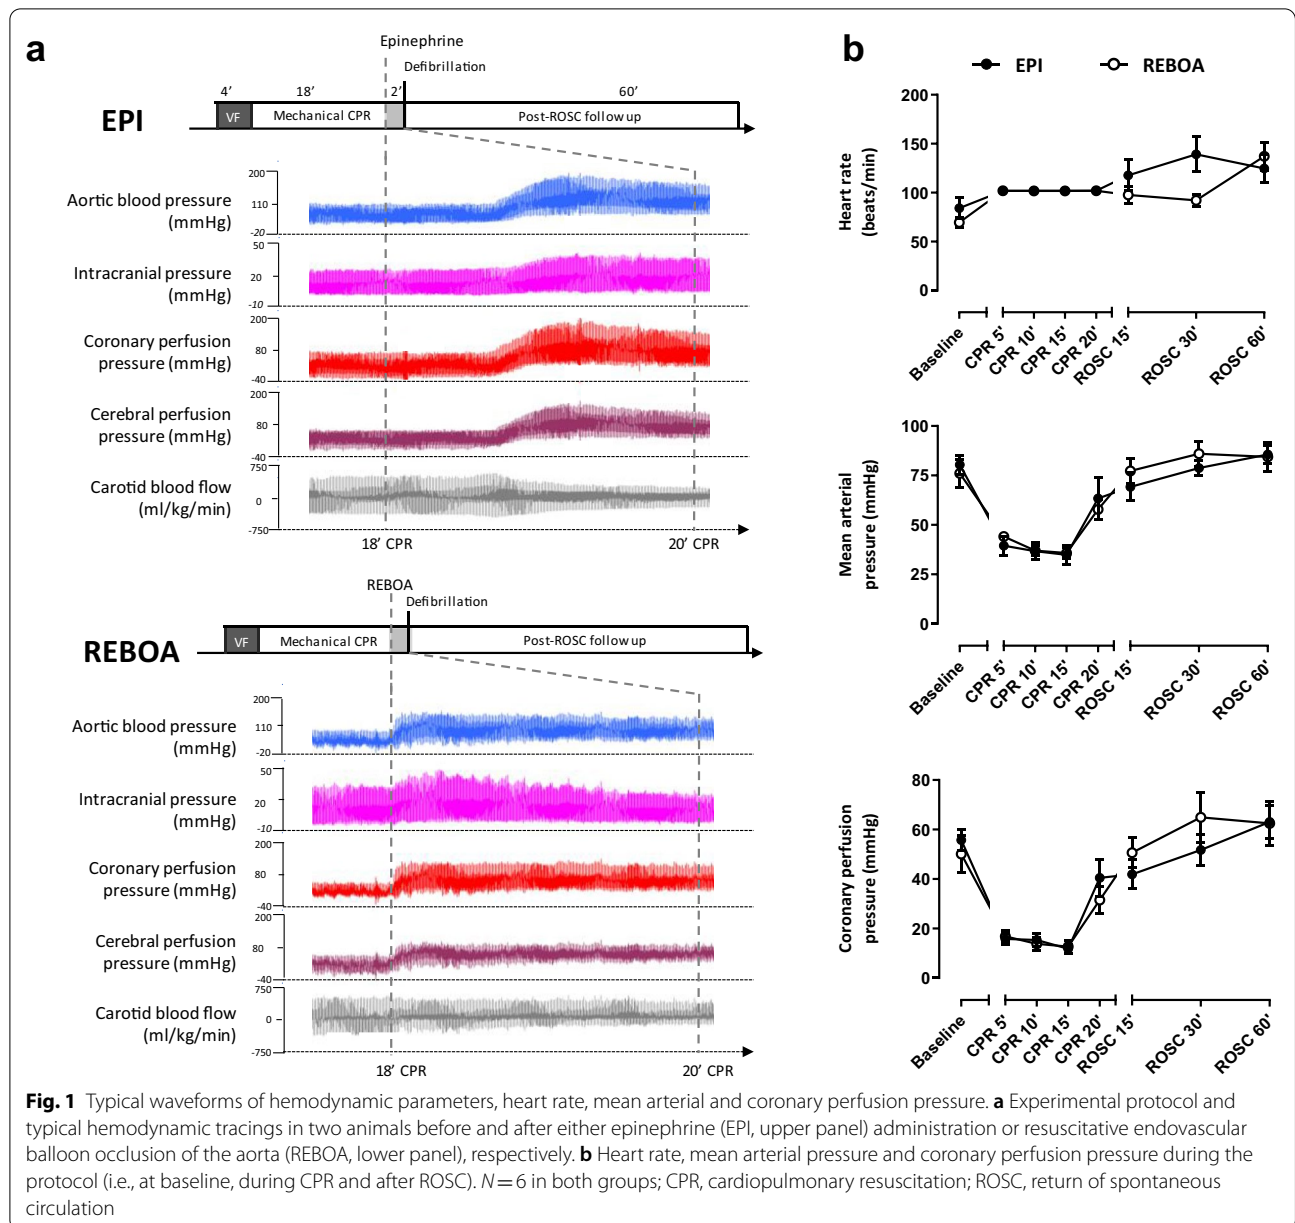 a
Epinephrine
Defibrillation
4’ 18’ 2’ 60’
EPI
VF Mechanical CPR Post-ROSC follow up
Aortic blood pressure
(mmHg)
200
110
-20
Intracranial pressure
(mmHg)
50
20
-10
Coronary perfusion
pressure (mmHg)
200
80
-40
Cerebral perfusion
pressure (mmHg)
200
80
-40
Carotid blood flow
(ml/kg/min)
750
0
-750
18’ CPR 20’ CPR
REBOA
Defibrillation
REBOA
VF Mechanical CPR Post-ROSC follow up
Aortic blood pressure
(mmHg)
200
110
-20
Intracranial pressure
(mmHg)
50
20
-10
Coronary perfusion
pressure (mmHg)
200
80
-40
Cerebral perfusion
pressure (mmHg)
200
80
-40
Carotid blood flow
(ml/kg/min)
750
0
-750
18’ CPR 20’ CPR
b
EPI REBOA
Heart rate
(beats/min)
200
150
100
50
0
Baseline CPR 5' CPR 10' CPR 15' CPR 20' ROSC 15' ROSC 30' ROSC 60'
Mean arterial
pressure (mmHg)
100
75
50
25
0
Baseline CPR 5' CPR 10' CPR 15' CPR 20' ROSC 15' ROSC 30' ROSC 60'
Coronary perfusion
pressure (mmHg)
80
60
40
20
0
Baseline CPR 5' CPR 10' CPR 15' CPR 20' ROSC 15' ROSC 30' ROSC 60'
Fig. 1 Typical waveforms of hemodynamic parameters, heart rate, mean arterial and coronary perfusion pressure. a Experimental protocol and
typical hemodynamic tracings in two animals before and after either epinephrine (EPI, upper panel) administration or resuscitative endovascular
balloon occlusion of the aorta (REBOA, lower panel), respectively. b Heart rate, mean arterial pressure and coronary perfusion pressure during the
protocol (i.e., at baseline, during CPR and after ROSC). N = 6 in both groups; CPR, cardiopulmonary resuscitation; ROSC, return of spontaneous
circulation